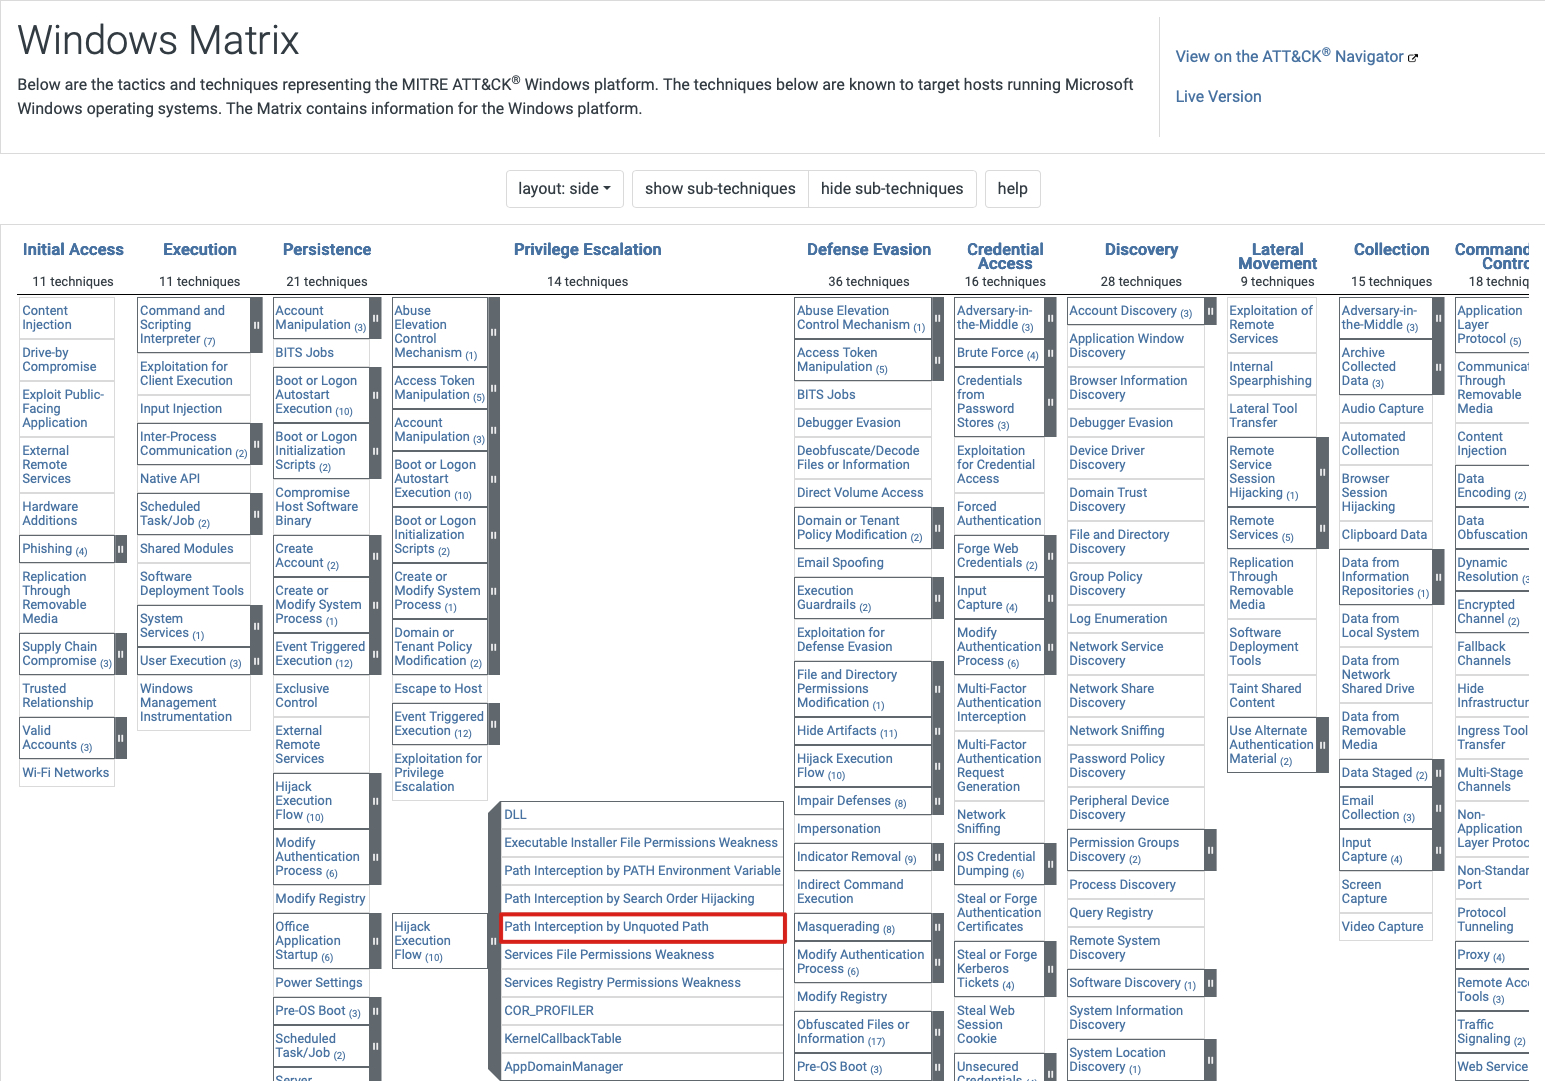 Windows Matrix
Below are the tactics and techniques representing the MITRE ATT&CK® Windows platform. The techniques below are known to target hosts running Microsoft
Windows operating systems. The Matrix contains information for the Windows platform.
View on the ATT&CK® Navigator
Live Version
layout: side
show sub-techniques
hide sub-techniques
help
Initial Access
11 techniques
Content
Injection
Drive-by
Compromise
Exploit Public-
Facing
Application
External
Remote
Services
Hardware
Additions
Phishing (4)
Replication
Through
Removable
Media
Supply Chain
Compromise (3)
Trusted
Relationship
Valid
Accounts (3)
Wi-Fi Networks
Execution
11 techniques
Command and
Scripting
Interpreter (7)
Exploitation for
Client Execution
Input Injection
Inter-Process
Communication (2)
Native API
Scheduled
Task/Job (2)
Shared Modules
Software
Deployment Tools
System
Services (1)
User Execution (3)
Windows
Management
Instrumentation
Persistence
21 techniques
Account
Manipulation (3)
BITS Jobs
Boot or Logon
Autostart
Execution (10)
Boot or Logon
Initialization
Scripts (2)
Compromise
Host Software
Binary
Create
Account (2)
Create or
Modify System
Process (1)
Event Triggered
Execution (12)
Exclusive
Control
External
Remote
Services
Hijack
Execution
Flow (10)
Modify
Authentication
Process (6)
Modify Registry
Office
Application
Startup (6)
Power Settings
Pre-OS Boot (3)
Scheduled
Task/Job (2)
Server
Privilege Escalation
14 techniques
Abuse
Elevation
Control
Mechanism (1)
Access Token
Manipulation (5)
Account
Manipulation (3)
Boot or Logon
Autostart
Execution (10)
Boot or Logon
Initialization
Scripts (2)
Create or
Modify System
Process (1)
Domain or
Tenant Policy
Modification (2)
Escape to Host
Event Triggered
Execution (12)
Exploitation for
Privilege
Escalation
Hijack
Execution
Flow (10)
DLL
Executable Installer File Permissions Weakness
Path Interception by PATH Environment Variable
Path Interception by Search Order Hijacking
Path Interception by Unquoted Path
Services File Permissions Weakness
Services Registry Permissions Weakness
COR_PROFILER
KernelCallbackTable
AppDomainManager
Defense Evasion
36 techniques
Abuse Elevation
Control Mechanism (1)
Access Token
Manipulation (5)
BITS Jobs
Debugger Evasion
Deobfuscate/Decode
Files or Information
Direct Volume Access
Domain or Tenant
Policy Modification (2)
Email Spoofing
Execution
Guardrails (2)
Exploitation for
Defense Evasion
File and Directory
Permissions
Modification (1)
Hide Artifacts (11)
Hijack Execution
Flow (10)
Impair Defenses (8)
Impersonation
Indicator Removal (9)
Indirect Command
Execution
Masquerading (8)
Modify Authentication
Process (6)
Modify Registry
Obfuscated Files or
Information (17)
Pre-OS Boot (3)
Credential
Access
16 techniques
Adversary-in-
the-Middle (3)
Brute Force (4)
Credentials
from
Password
Stores (3)
Exploitation
for Credential
Access
Forced
Authentication
Forge Web
Credentials (2)
Input
Capture (4)
Modify
Authentication
Process (6)
Multi-Factor
Authentication
Interception
Multi-Factor
Authentication
Request
Generation
Network
Sniffing
OS Credential
Dumping (6)
Steal or Forge
Authentication
Certificates
Steal or Forge
Kerberos
Tickets (4)
Steal Web
Session
Cookie
Unsecured
Credentials
Discovery
28 techniques
Account Discovery (3)
Application Window
Discovery
Browser Information
Discovery
Debugger Evasion
Device Driver
Discovery
Domain Trust
Discovery
File and Directory
Discovery
Group Policy
Discovery
Log Enumeration
Network Service
Discovery
Network Share
Discovery
Network Sniffing
Password Policy
Discovery
Peripheral Device
Discovery
Permission Groups
Discovery (2)
Process Discovery
Query Registry
Remote System
Discovery
Software Discovery (1)
System Information
Discovery
System Location
Discovery (1)
Lateral
Movement
9 techniques
Exploitation of
Remote
Services
Internal
Spearphishing
Lateral Tool
Transfer
Remote
Service
Session
Hijacking (1)
Remote
Services (5)
Replication
Through
Removable
Media
Software
Deployment
Tools
Taint Shared
Content
Use Alternate
Authentication
Material (2)
Collection
15 techniques
Adversary-in-
the-Middle (3)
Archive
Collected
Data (3)
Audio Capture
Automated
Collection
Browser
Session
Hijacking
Clipboard Data
Data from
Information
Repositories (1)
Data from
Local System
Data from
Network
Shared Drive
Data from
Removable
Media
Data Staged (2)
Email
Collection (3)
Input
Capture (4)
Screen
Capture
Video Capture
Command
Contro
18 techniq
Application
Layer
Protocol (5)
Communicat
Through
Removable
Media
Content
Injection
Data
Encoding (2)
Data
Obfuscation
Dynamic
Resolution (3
Encrypted
Channel (2)
Fallback
Channels
Hide
Infrastructur
Ingress Tool
Transfer
Multi-Stage
Channels
Non-
Application
Layer Protoc
Non-Standar
Port
Protocol
Tunneling
Proxy (4)
Remote Acc
Tools (3)
Traffic
Signaling (2)
Web Service